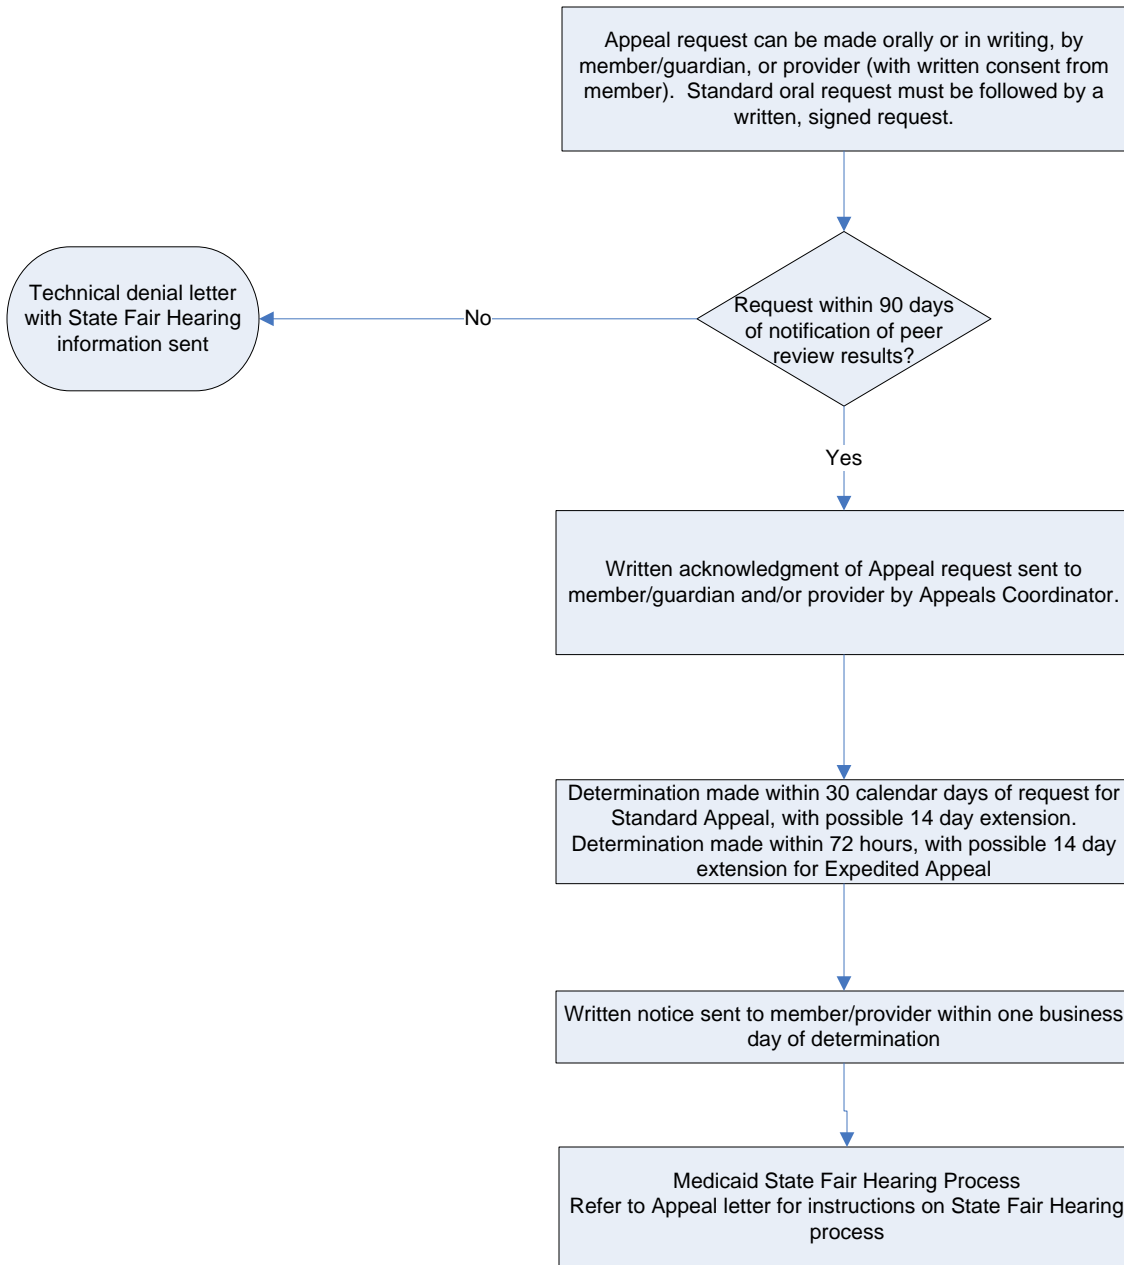 Appeal request can be made orally or in writing, by
member/guardian, or provider (with written consent from
member).  Standard oral request must be followed by a
written, signed request.
Technical denial letter
with State Fair Hearing
information sent
No
Request within 90 days
of notification of peer
review results?
Yes
Written acknowledgment of Appeal request sent to
member/guardian and/or provider by Appeals Coordinator.
Determination made within 30 calendar days of request for
Standard Appeal, with possible 14 day extension.
Determination made within 72 hours, with possible 14 day
extension for Expedited Appeal
Written notice sent to member/provider within one business
day of determination
Medicaid State Fair Hearing Process
Refer to Appeal letter for instructions on State Fair Hearing
process